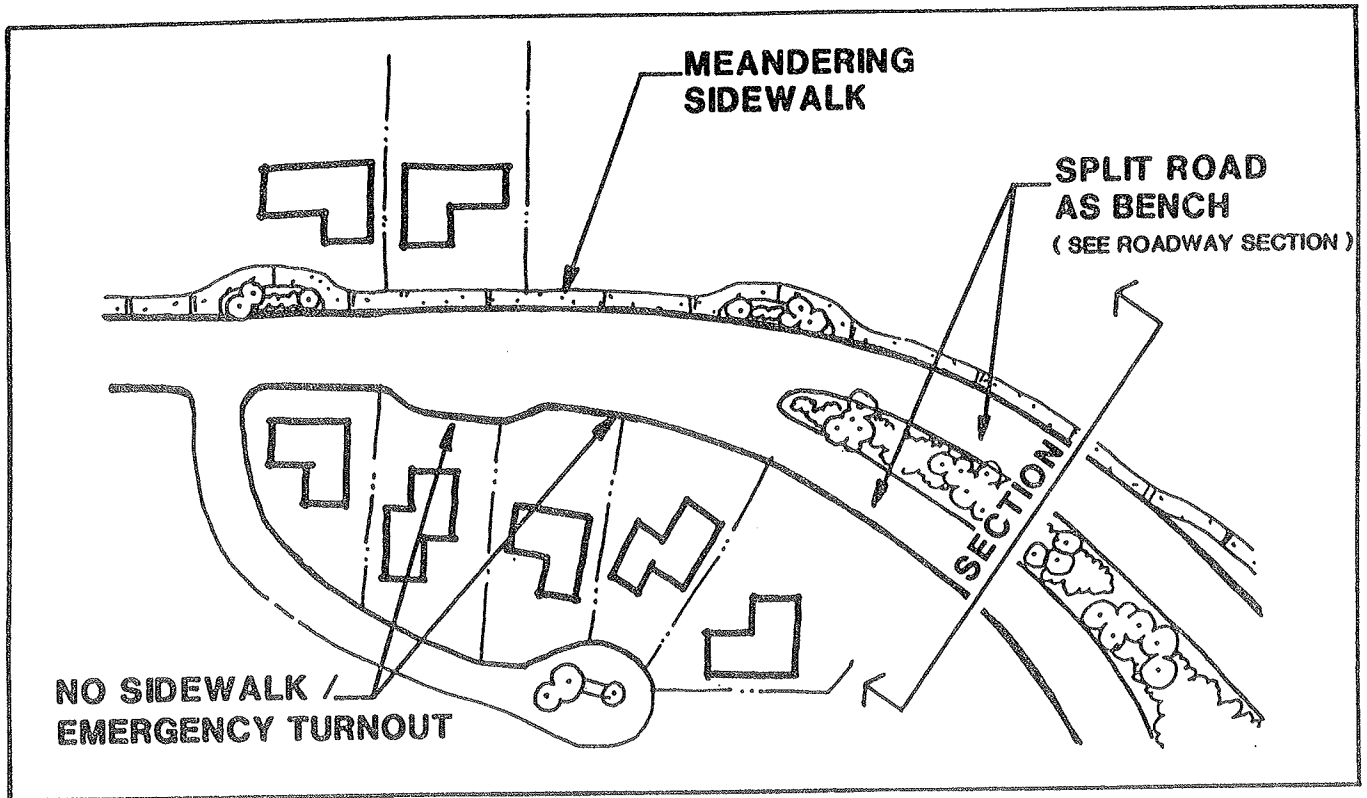 MEANDERING
SIDEWALK
SPLIT ROAD
AS BENCH
( SEE ROADWAY SECTION )
SECTION
NO SIDEWALK /
EMERGENCY TURNOUT